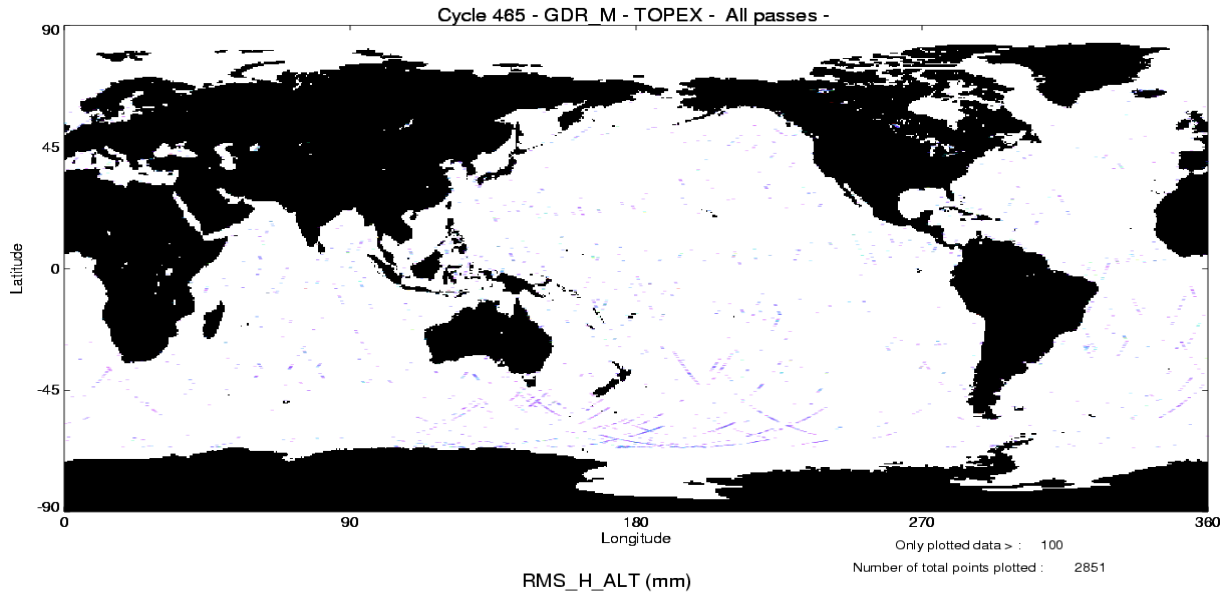 Cycle 465 - GDR_M - TOPEX - All passes -
90
45
0
-45
-90
Latitude
0 90 180 270 360
Longitude
Only plotted data > : 100
Number of total points plotted : 2851
RMS_H_ALT (mm)